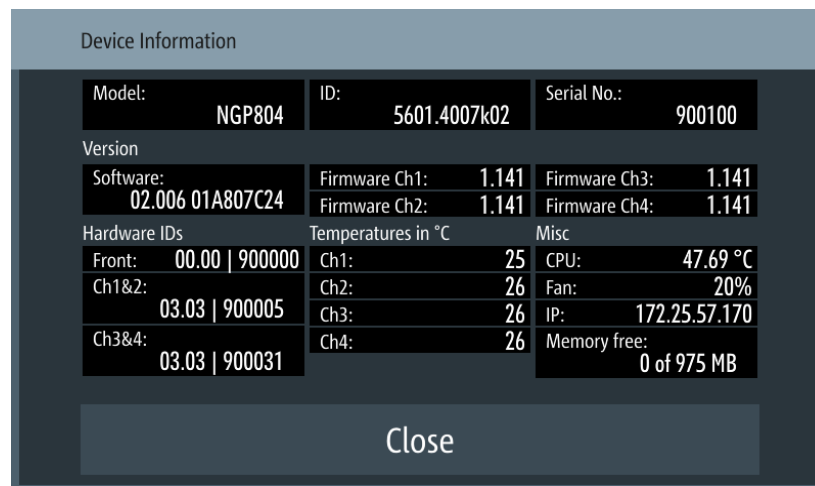 Device Information
Model: NGP804
ID: 5601.4007k02
Serial No.: 900100
Version
Software: 02.006 01A807C24
Firmware Ch1: 1.141
Firmware Ch2: 1.141
Firmware Ch3: 1.141
Firmware Ch4: 1.141
Hardware IDs
Front: 00.00 | 900000
Ch1&2: 03.03 | 900005
Ch3&4: 03.03 | 900031
Temperatures in °C
Ch1: 25
Ch2: 26
Ch3: 26
Ch4: 26
Misc
CPU: 47.69 °C
Fan: 20%
IP: 172.25.57.170
Memory free: 0 of 975 MB
Close